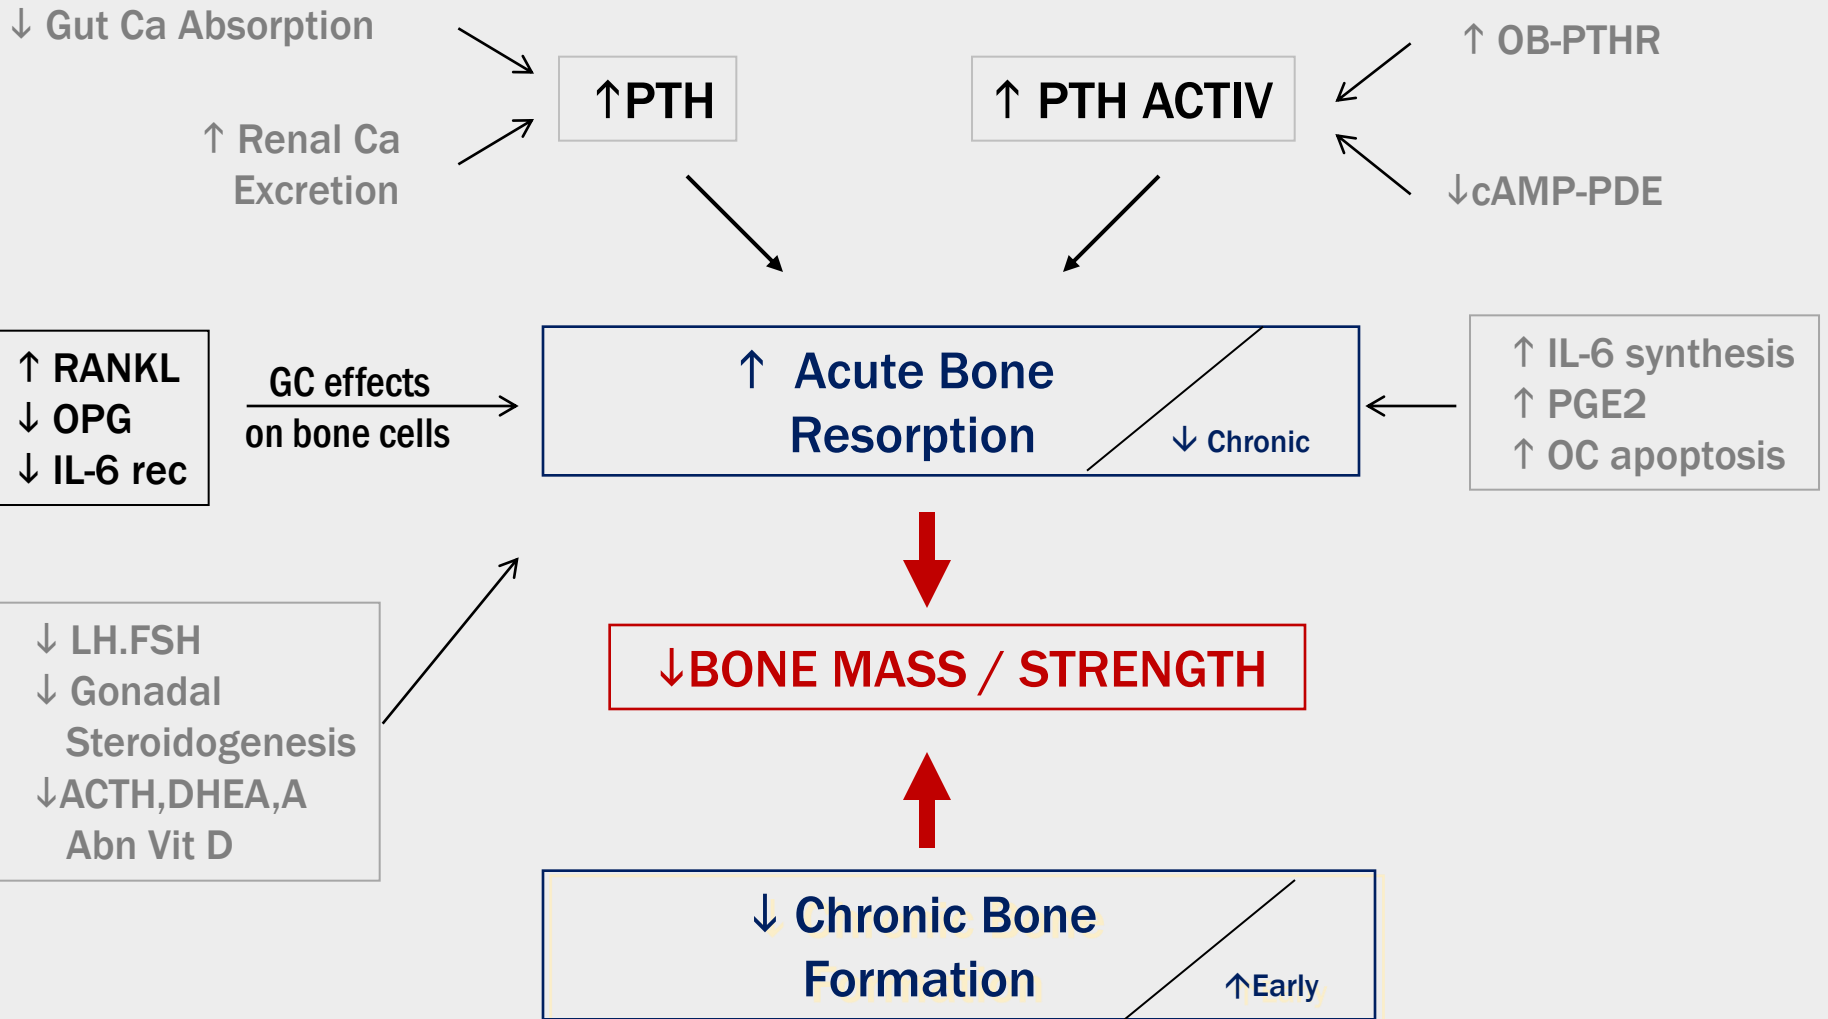 ↓ Gut Ca Absorption
↑ Renal Ca
Excretion
↑PTH
↑ PTH ACTIV
↑ OB-PTHR
↓cAMP-PDE
↑ RANKL
↓ OPG
↓ IL-6 rec
GC effects
on bone cells
↑ Acute Bone
Resorption
↓ Chronic
↑ IL-6 synthesis
↑ PGE2
↑ OC apoptosis
↓ LH.FSH
↓ Gonadal
Steroidogenesis
↓ACTH,DHEA,A
Abn Vit D
↓BONE MASS / STRENGTH
↓ Chronic Bone
Formation
↑Early